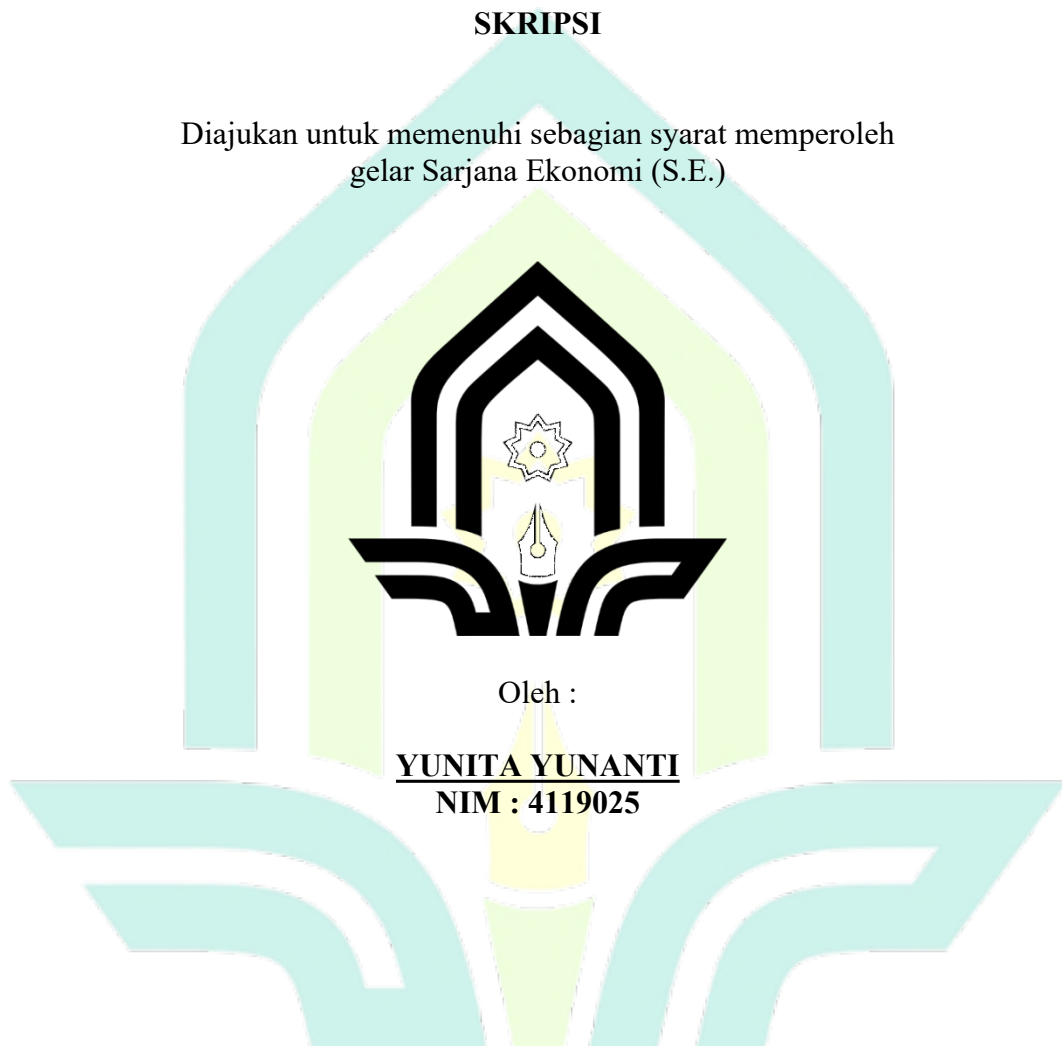 SKRIPSI
Diajukan untuk memenuhi sebagian syarat memperoleh
gelar Sarjana Ekonomi (S.E.)
Oleh :
YUNITA YUNANTI
NIM : 4119025